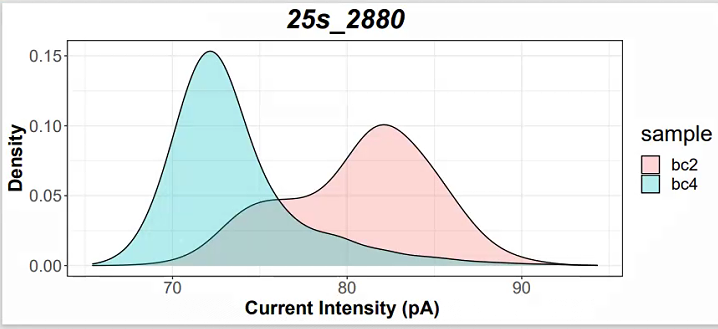 25s_2880
0.15
0.10
0.05
0.00
Density
70 80 90
Current Intensity (pA)
sample
bc2
bc4